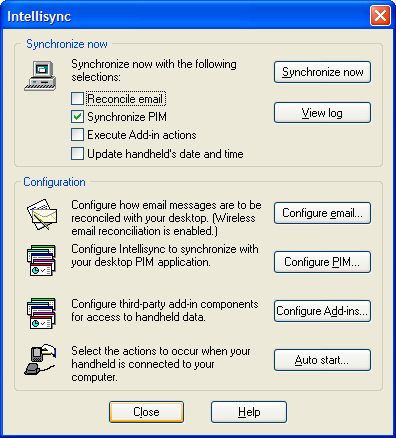 Intellisync
Synchronize now
Synchronize now with the following
selections:
Synchronize now
Reconcile email
View log
Synchronize PIM
Execute Add-in actions
Update handheld's date and time
Configuration
Configure how email messages are to be
reconciled with your desktop. (Wireless
email reconciliation is enabled.)
Configure email...
Configure Intellisync to synchronize with
your desktop PIM application.
Configure PIM...
Configure third-party add-in components
for access to handheld data.
Configure Add-ins...
Select the actions to occur when your
handheld is connected to your
computer.
Auto start...
Close
Help